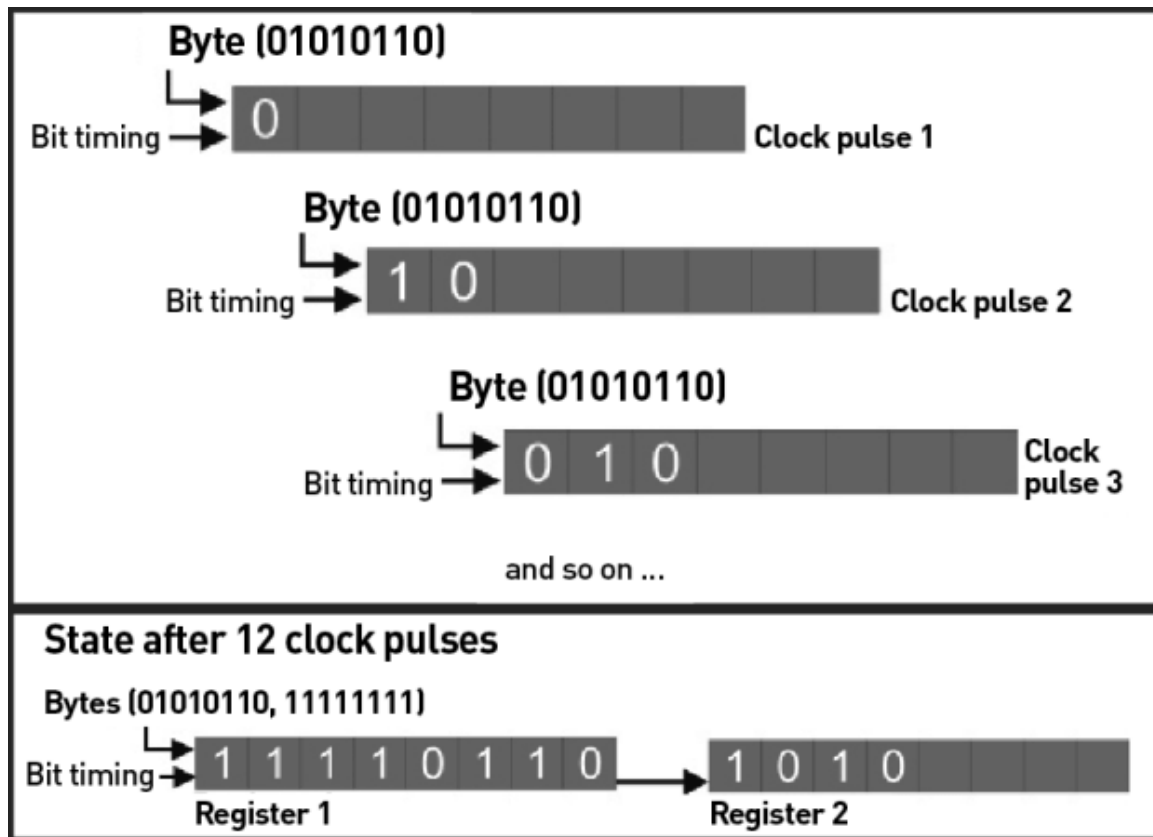 Byte (01010110)
0
Bit timing
Clock pulse 1
Byte (01010110)
1 0
Bit timing
Clock pulse 2
Byte (01010110)
0 1 0
Bit timing
Clock
pulse 3
and so on ...
State after 12 clock pulses
Bytes (01010110, 11111111)
Bit timing
1 1 1 1 0 1 1 0
1 0 1 0
Register 1
Register 2